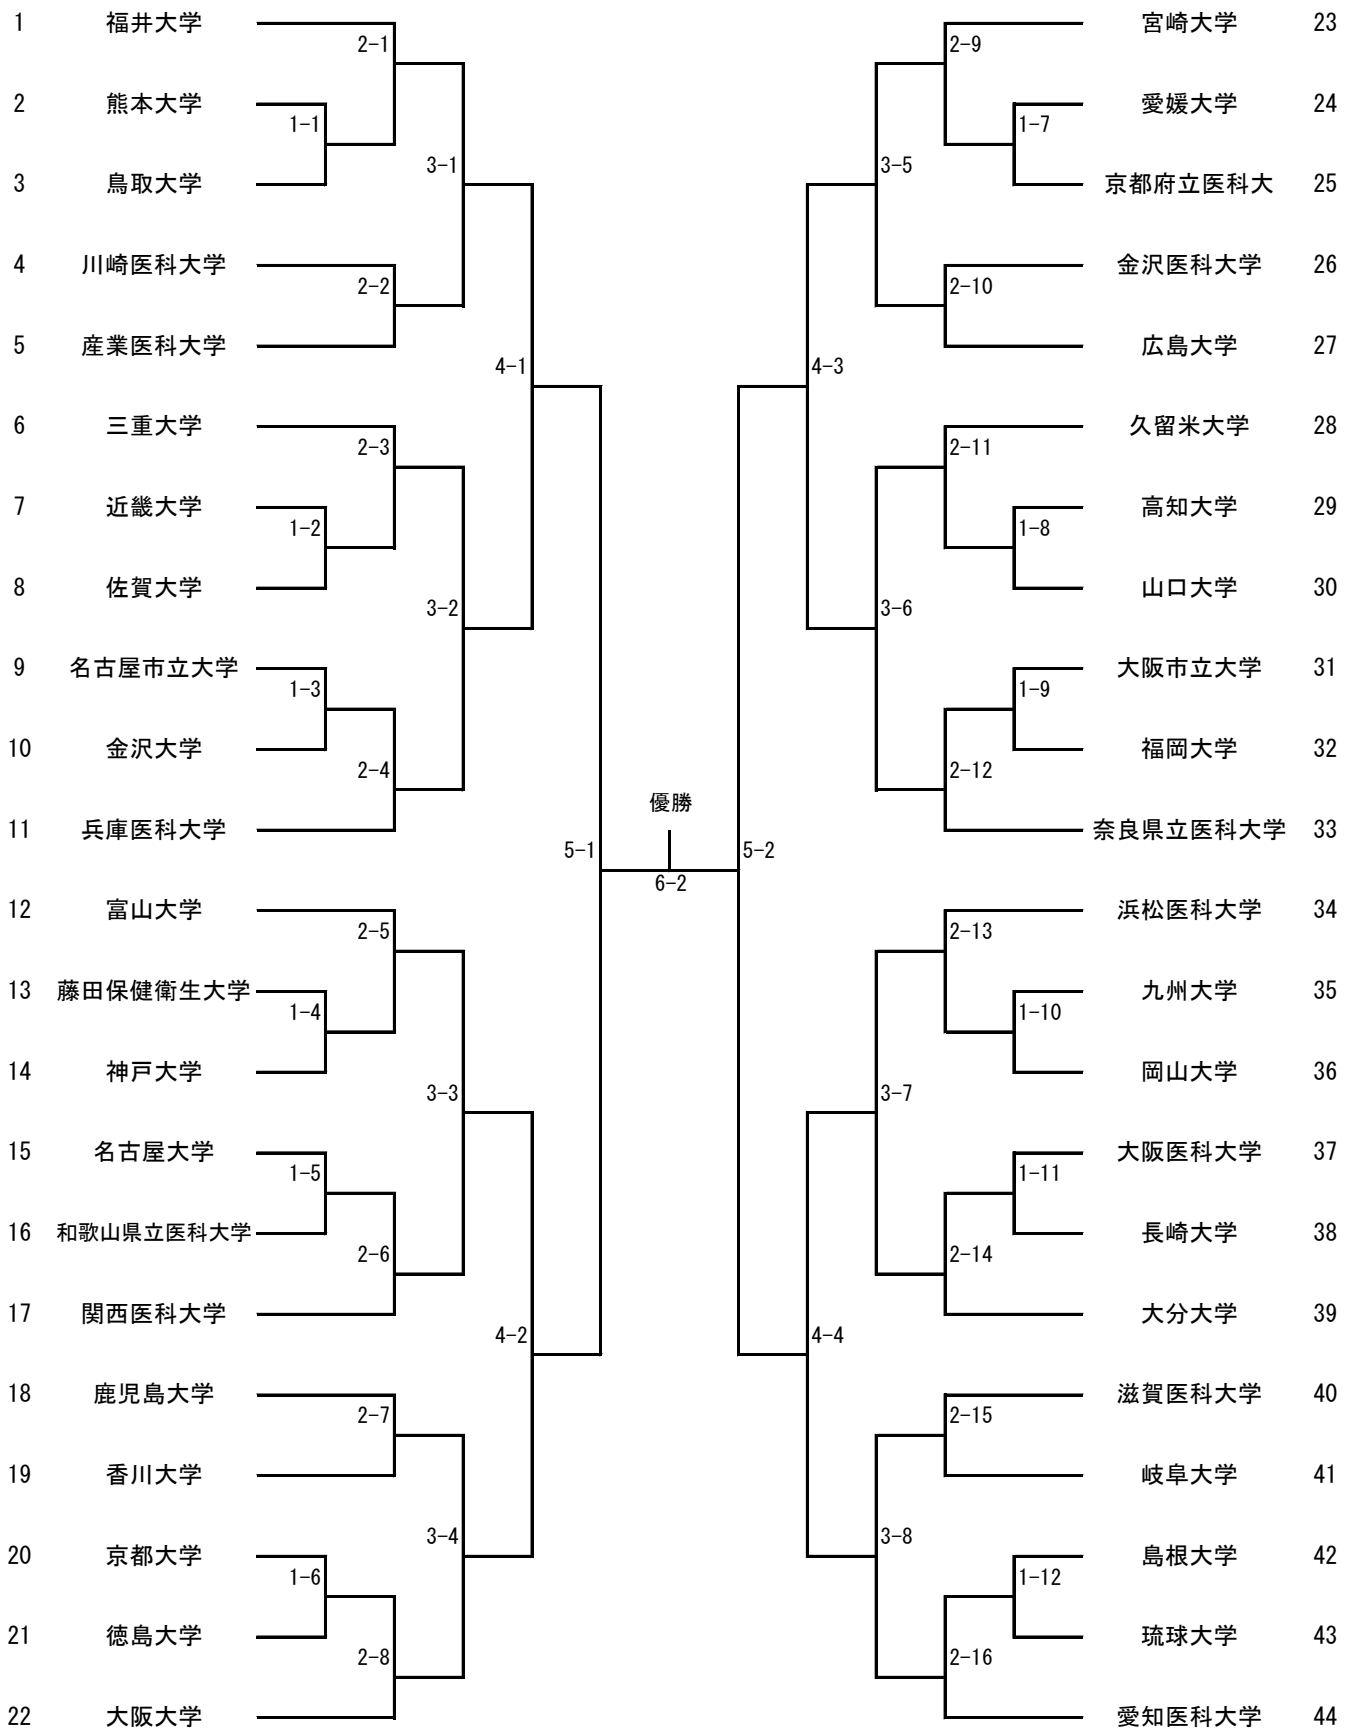 1 福井大学 2-1 2-9 宮崎大学 23
2 熊本大学 1-1 1-7 愛媛大学 24
3-1 3-5
3 鳥取大学 京都府立医科大 25
4 川崎医科大学 2-2 2-10 金沢医科大学 26
5 産業医科大学 広島大学 27
4-1 4-3
6 三重大学 2-3 2-11 久留米大学 28
7 近畿大学 1-2 1-8 高知大学 29
8 佐賀大学 山口大学 30
3-2 3-6
9 名古屋市立大学 1-3 1-9 大阪市立大学 31
10 金沢大学 福岡大学 32
2-4 2-12
優勝
11 兵庫医科大学 奈良県立医科大学 33
5-1 5-2
6-2
12 富山大学 2-5 2-13 浜松医科大学 34
13 藤田保健衛生大学 1-4 1-10 九州大学 35
14 神戸大学 岡山大学 36
3-3 3-7
15 名古屋大学 1-5 1-11 大阪医科大学 37
16 和歌山県立医科大学 長崎大学 38
2-6 2-14
17 関西医科大学 大分大学 39
4-2 4-4
18 鹿児島大学 2-7 2-15 滋賀医科大学 40
19 香川大学 岐阜大学 41
3-4 3-8
20 京都大学 1-6 1-12 島根大学 42
21 徳島大学 琉球大学 43
2-8 2-16
22 大阪大学 愛知医科大学 44